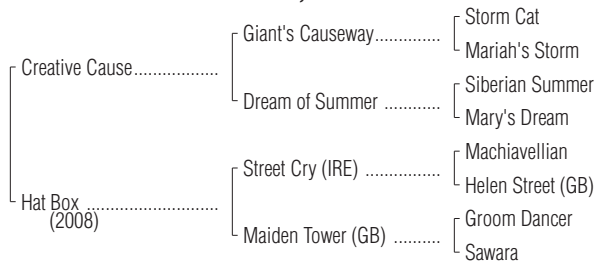 Storm Cat
Giant's Causeway..............
Mariah's Storm
Creative Cause..................
Siberian Summer
Dream of Summer ............
Mary's Dream
Machiavellian
Street Cry (IRE) ................
Helen Street (GB)
Hat Box ............................
(2008)
Groom Dancer
Maiden Tower (GB) ..........
Sawara